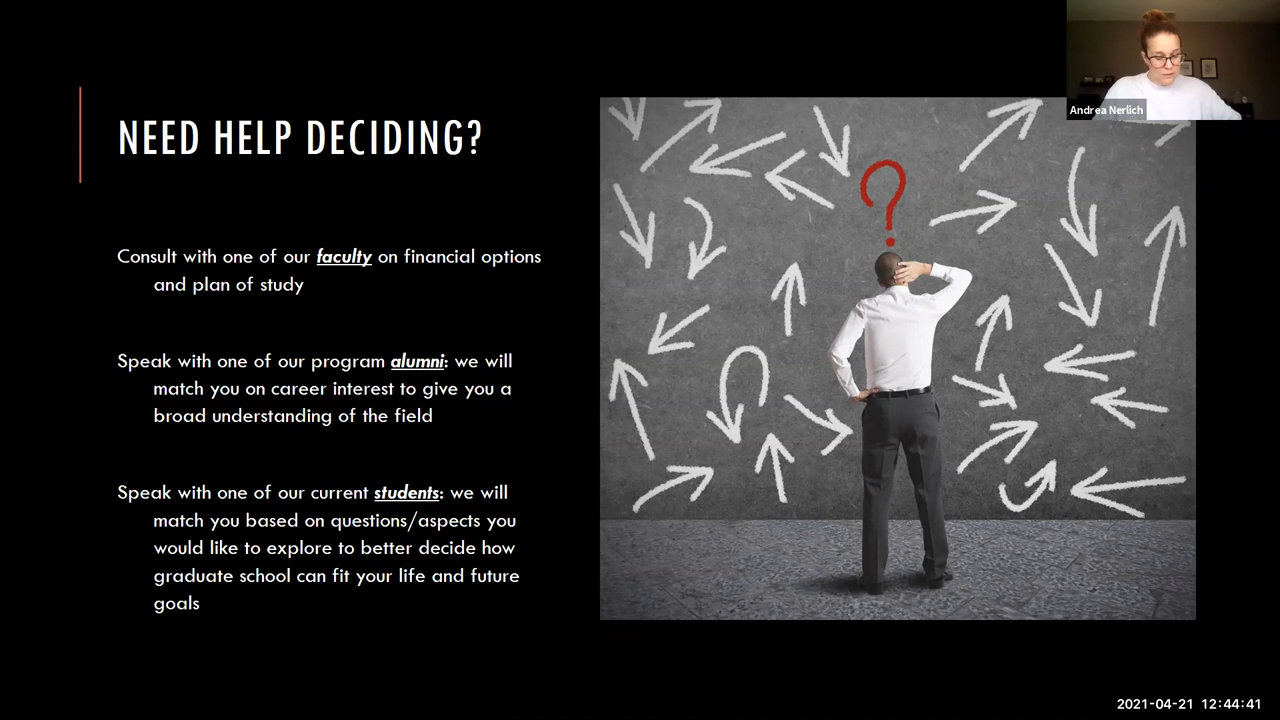 Andrea Nerlich
NEED HELP DECIDING?
Consult with one of our faculty on financial options
and plan of study
Speak with one of our program alumni: we will
match you on career interest to give you a
broad understanding of the field
Speak with one of our current students: we will
match you based on questions/aspects you
would like to explore to better decide how
graduate school can fit your life and future
goals
?
2021-04-21 12:44:41